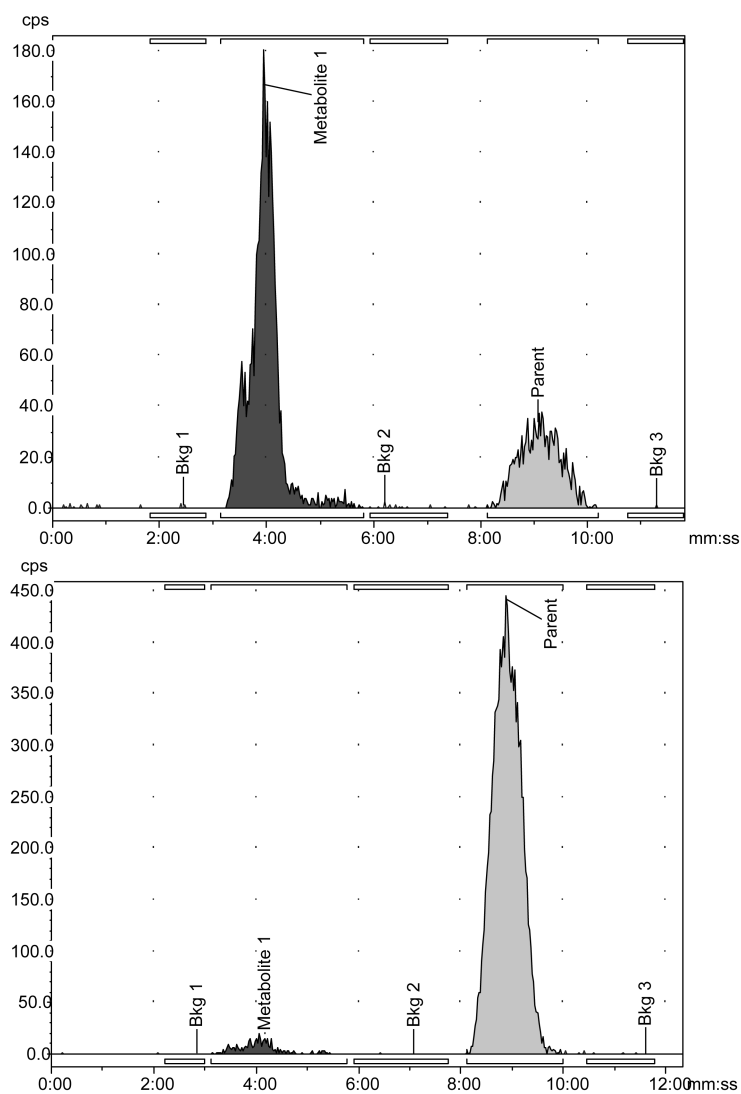 cps
180.0
160.0
140.0
120.0
100.0
80.0
60.0
40.0
20.0
0.0
Bkg 1
Metabolite 1
Bkg 2
Parent
Bkg 3
0:00 2:00 4:00 6:00 8:00 10:00 mm:ss
cps
450.0
400.0
350.0
300.0
250.0
200.0
150.0
100.0
50.0
0.0
Bkg 1
Metabolite 1
Bkg 2
Parent
Bkg 3
0:00 2:00 4:00 6:00 8:00 10:00 12:00 mm:ss